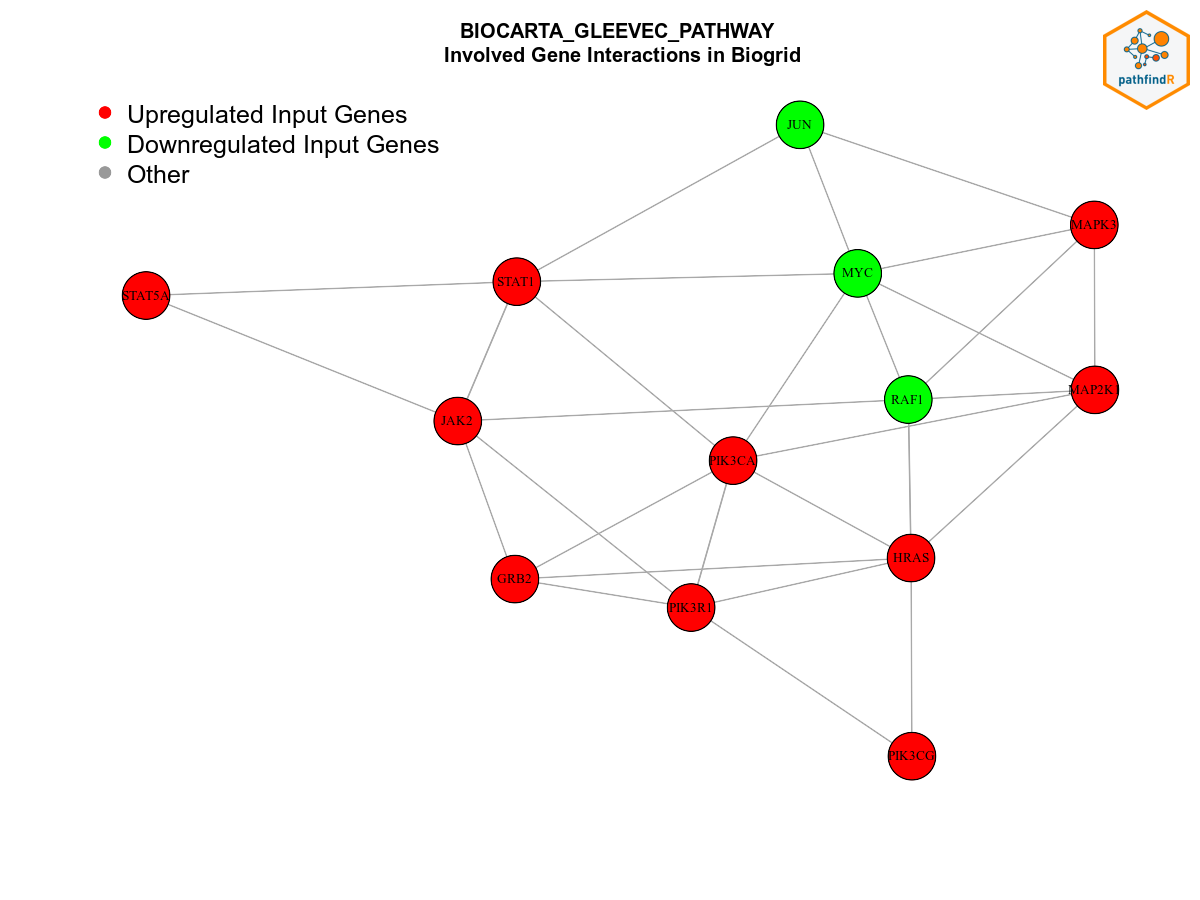 BIOCARTA_GLEEVEC_PATHWAY
Involved Gene Interactions in Biogrid
pathfindR
Upregulated Input Genes
Downregulated Input Genes
Other
JUN
MAPK3
MYC
STAT1
STAT5A
MAP2K1
RAF1
JAK2
PIK3CA
HRAS
GRB2
PIK3R1
PIK3CG